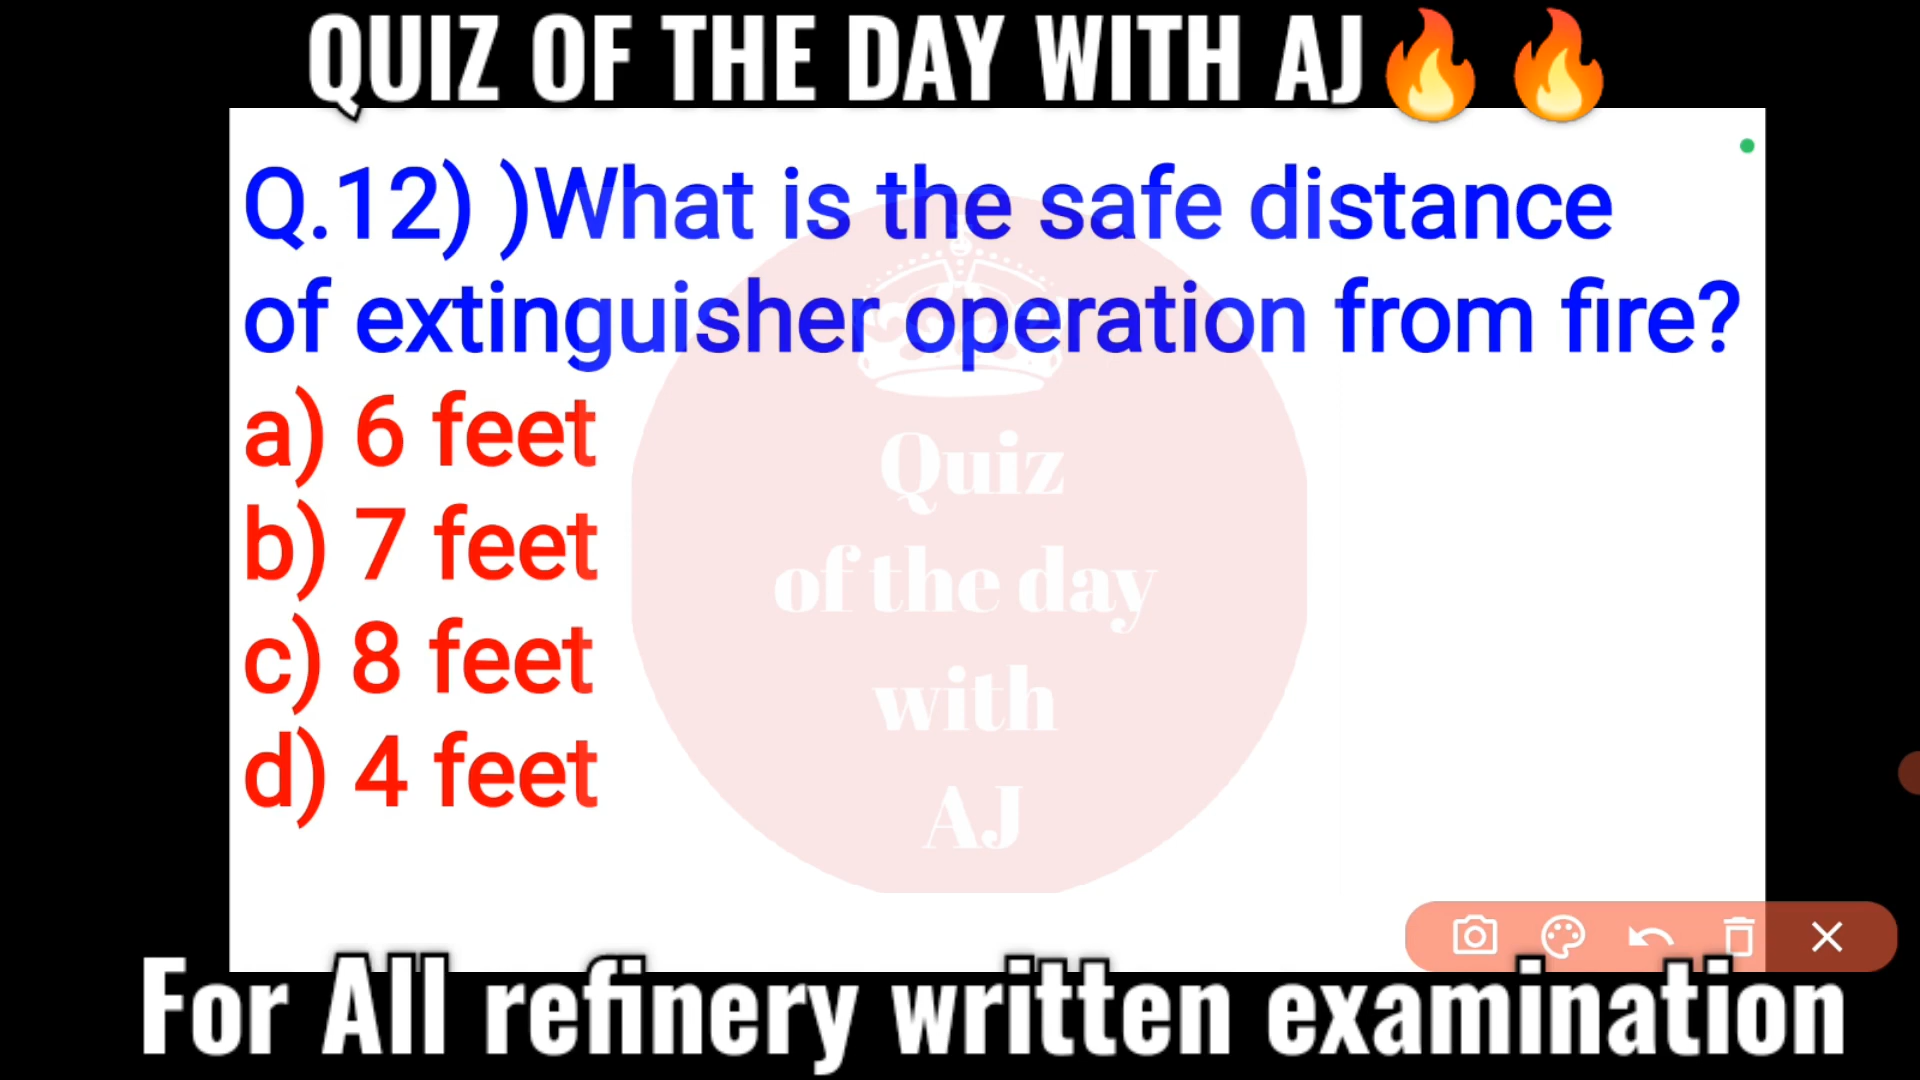 QUIZ OF THE DAY WITH AJ🔥🔥
Q.12) )What is the safe distance
of extinguisher operation from fire?
a) 6 feet
b) 7 feet
c) 8 feet
d) 4 feet
Quiz
of the day
with
AJ
For All refinery written examination